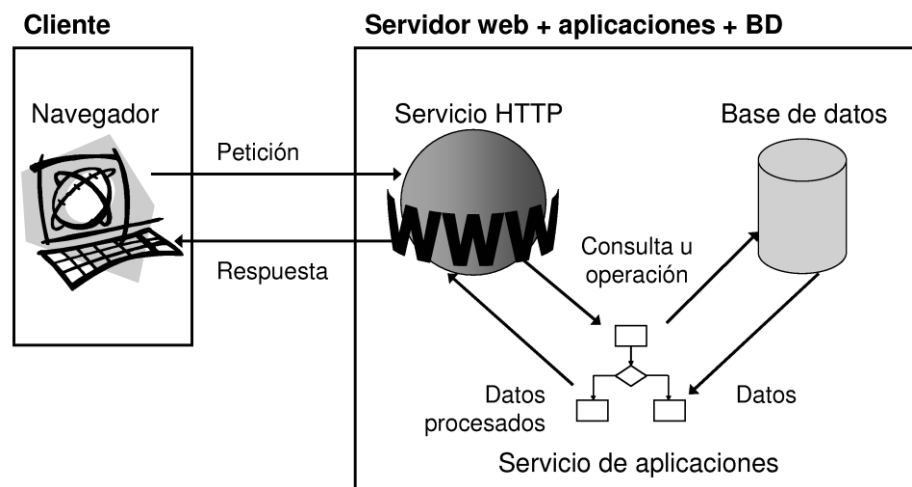 Cliente
Servidor web + aplicaciones + BD
Navegador
Servicio HTTP
Base de datos
Petición
WWW
Respuesta
Consulta u
operación
Datos
procesados
Datos
Servicio de aplicaciones